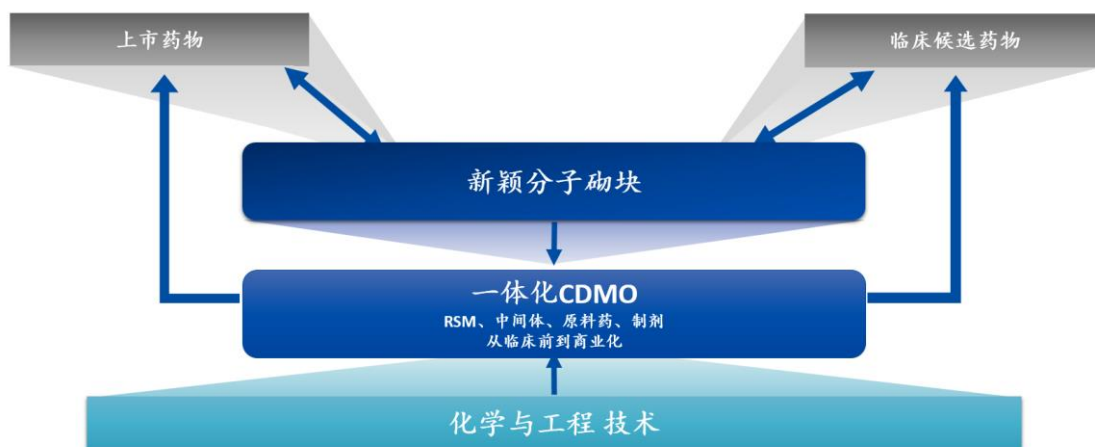 上市药物
临床候选药物
新颖分子砌块
一体化CDMO
RSM、中间体、原料药、制剂
从临床前到商业化
化学与工程 技术